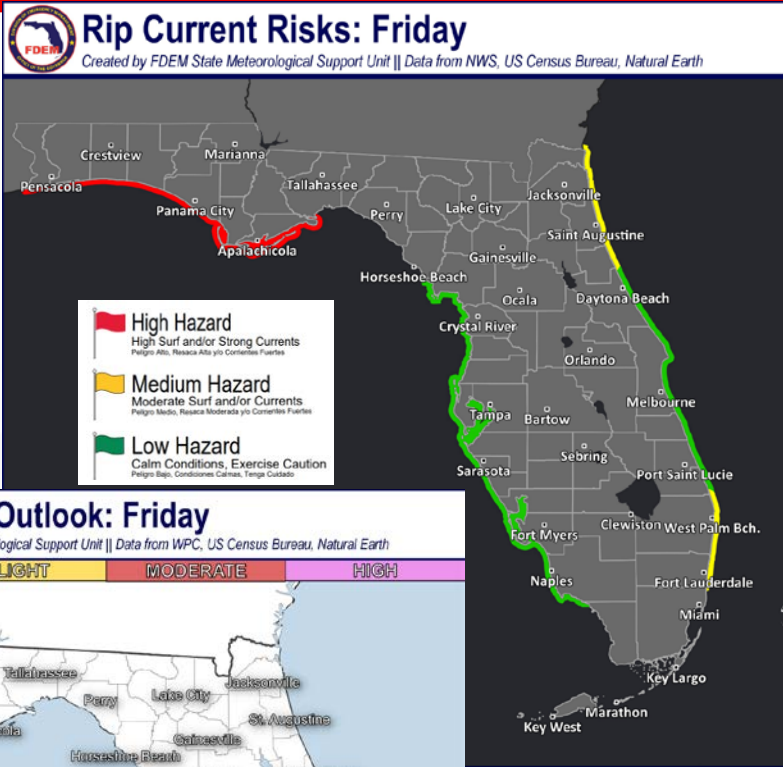 FDEM
Rip Current Risks: Friday
Created by FDEM State Meteorological Support Unit || Data from NWS, US Census Bureau, Natural Earth
Crestview
Marianna
Pensacola
Tallahassee
Panama City
Perry
Lake City
Jacksonville
Apalachicola
Saint Augustine
Gainesville
Horseshoe Beach
Ocala
Daytona Beach
Crystal River
Orlando
High Hazard
High Surf and/or Strong Currents
Peligro Alto, Resaca Alta y/o Corrientes Fuertes
Medium Hazard
Moderate Surf and/or Currents
Peligro Medio, Resaca Moderada y/o Corrientes Fuertes
Low Hazard
Calm Conditions, Exercise Caution
Peligro Bajo, Condiciones Calmas, Tenga Cuidado
Melbourne
Tampa
Bartow
Sebring
Sarasota
Port Saint Lucie
Fort Myers
Clewiston
West Palm Bch.
Naples
Fort Lauderdale
Miami
Key Largo
Marathon
Key West
Outlook: Friday
logical Support Unit || Data from WPC, US Census Bureau, Natural Earth
LIGHT
MODERATE
HIGH
Tallahassee
Perry
Lake City
Jacksonville
St. Augustine
ola
Gainesville
Horseshoe Beach